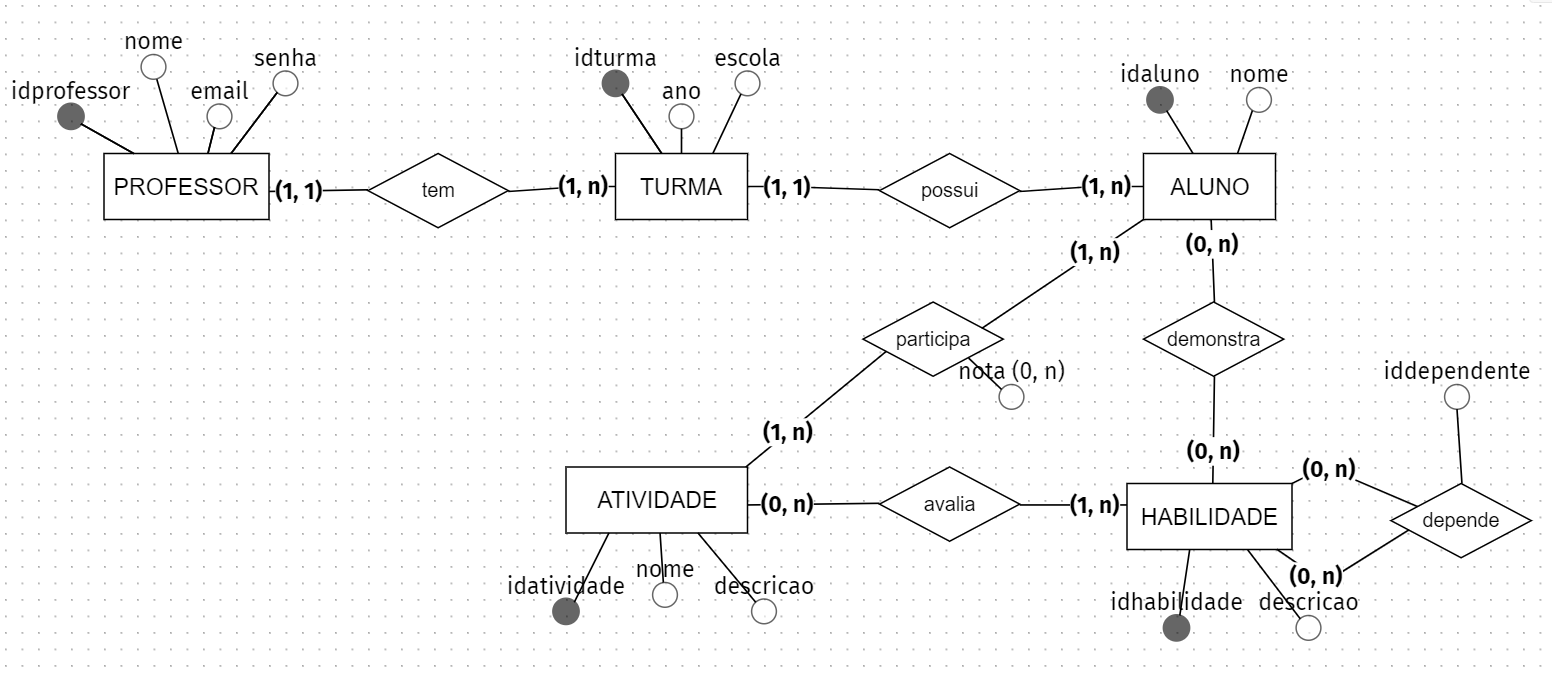 nome
senha
idprofessor
email
idturma
escola
ano
idaluno
nome
PROFESSOR
(1, 1)
tem
(1, n)
TURMA
(1, 1)
possui
(1, n)
ALUNO
(1, n)
(0, n)
participa
demonstra
nota (0, n)
iddependente
(1, n)
(0, n)
(0, n)
ATIVIDADE
(0, n)
avalia
(1, n)
HABILIDADE
depende
(0, n)
idatividade
nome
descricao
idhabilidade
descricao